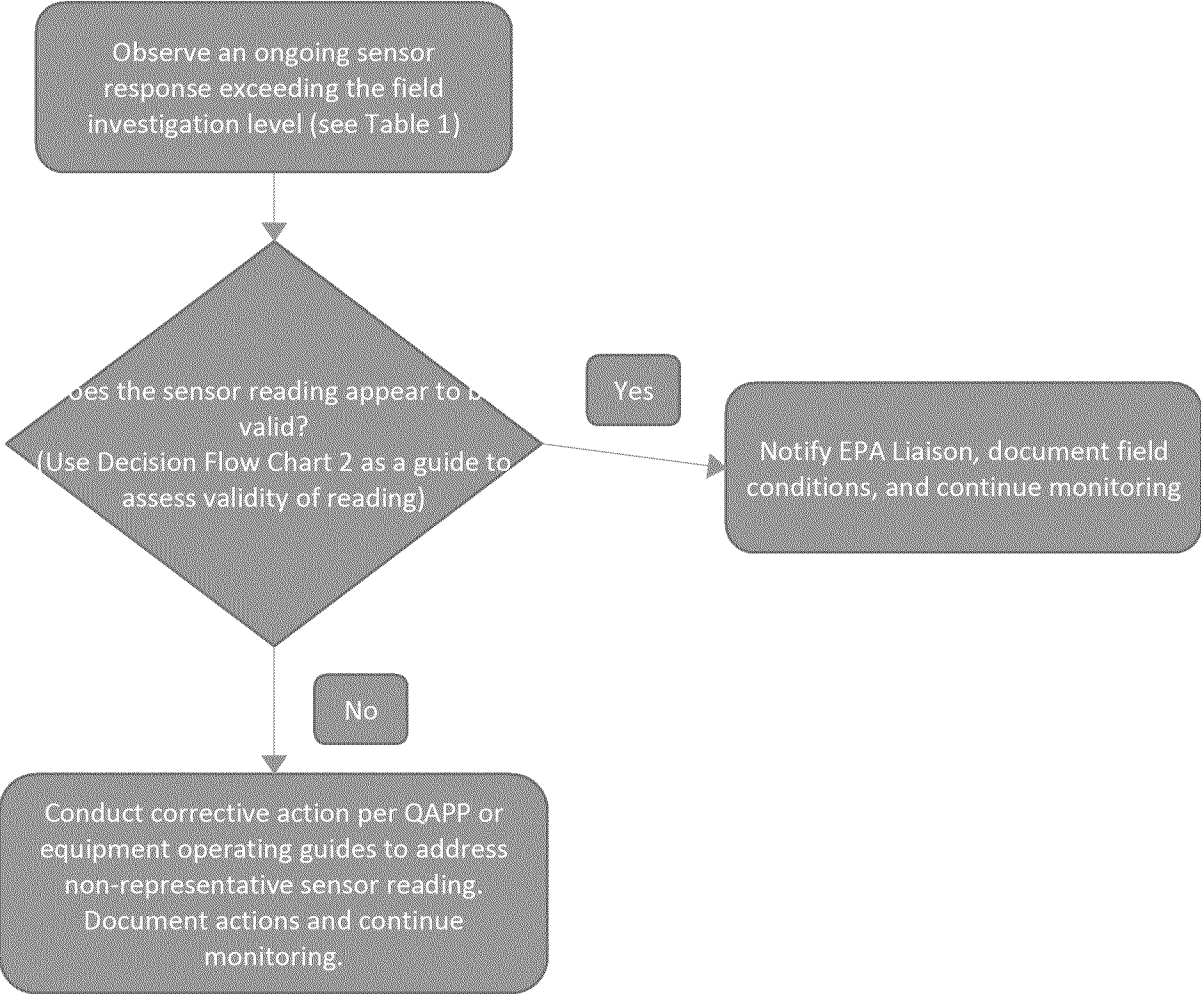 Observe an ongoing sensor
response exceeding the field
investigation level (see Table 1)
oes the sensor reading appear to b
valid?
(Use Decision Flow Chart 2 as a guide to
assess validity of reading)
Yes
Notify EPA Liaison, document field
conditions, and continue monitoring
No
Conduct corrective action per QAPP or
equipment operating guides to address
non-representative sensor reading.
Document actions and continue
monitoring.